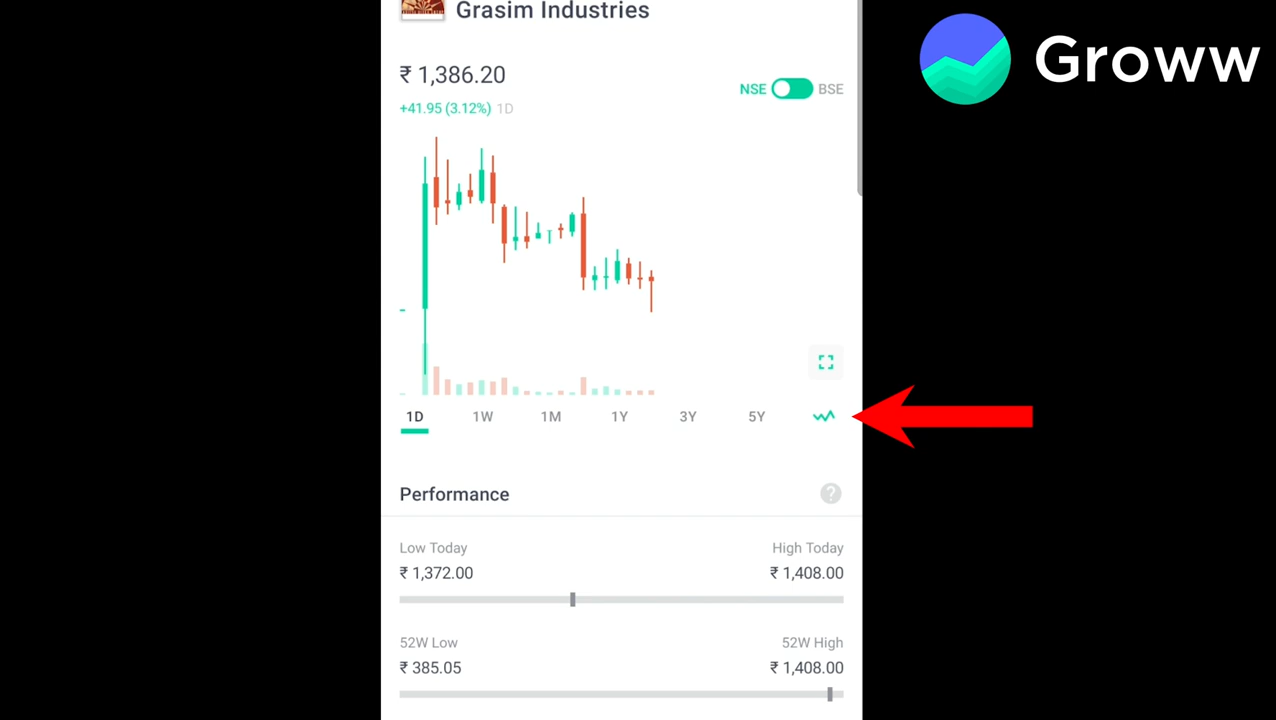 Grasim Industries
Groww
₹ 1,386.20
NSE BSE
+41.95 (3.12%) 1D
1D 1W 1M 1Y 3Y 5Y
Performance
?
Low Today High Today
₹ 1,372.00 ₹ 1,408.00
52W Low 52W High
₹ 385.05 ₹ 1,408.00